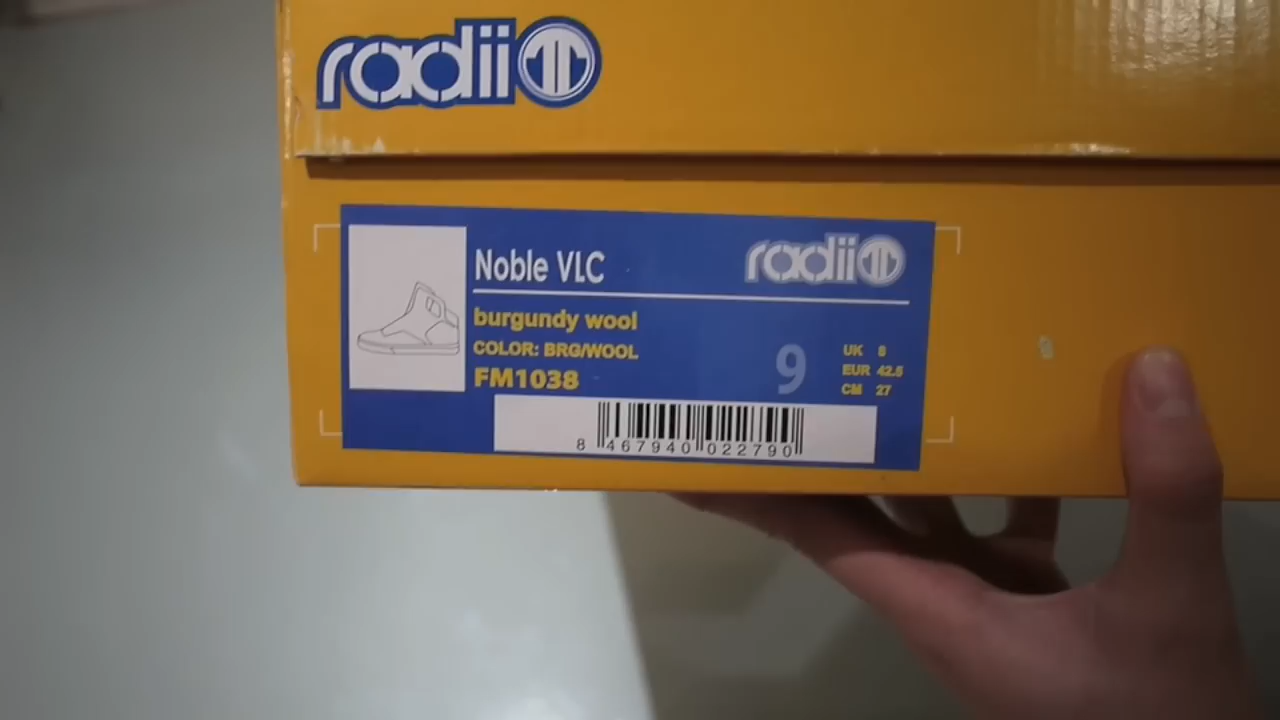 radii
Noble VLC
radii
burgundy wool
COLOR: BRG/WOOL
FM1038
9
UK 8
EUR 42.5
CM 27
8 467940 022790